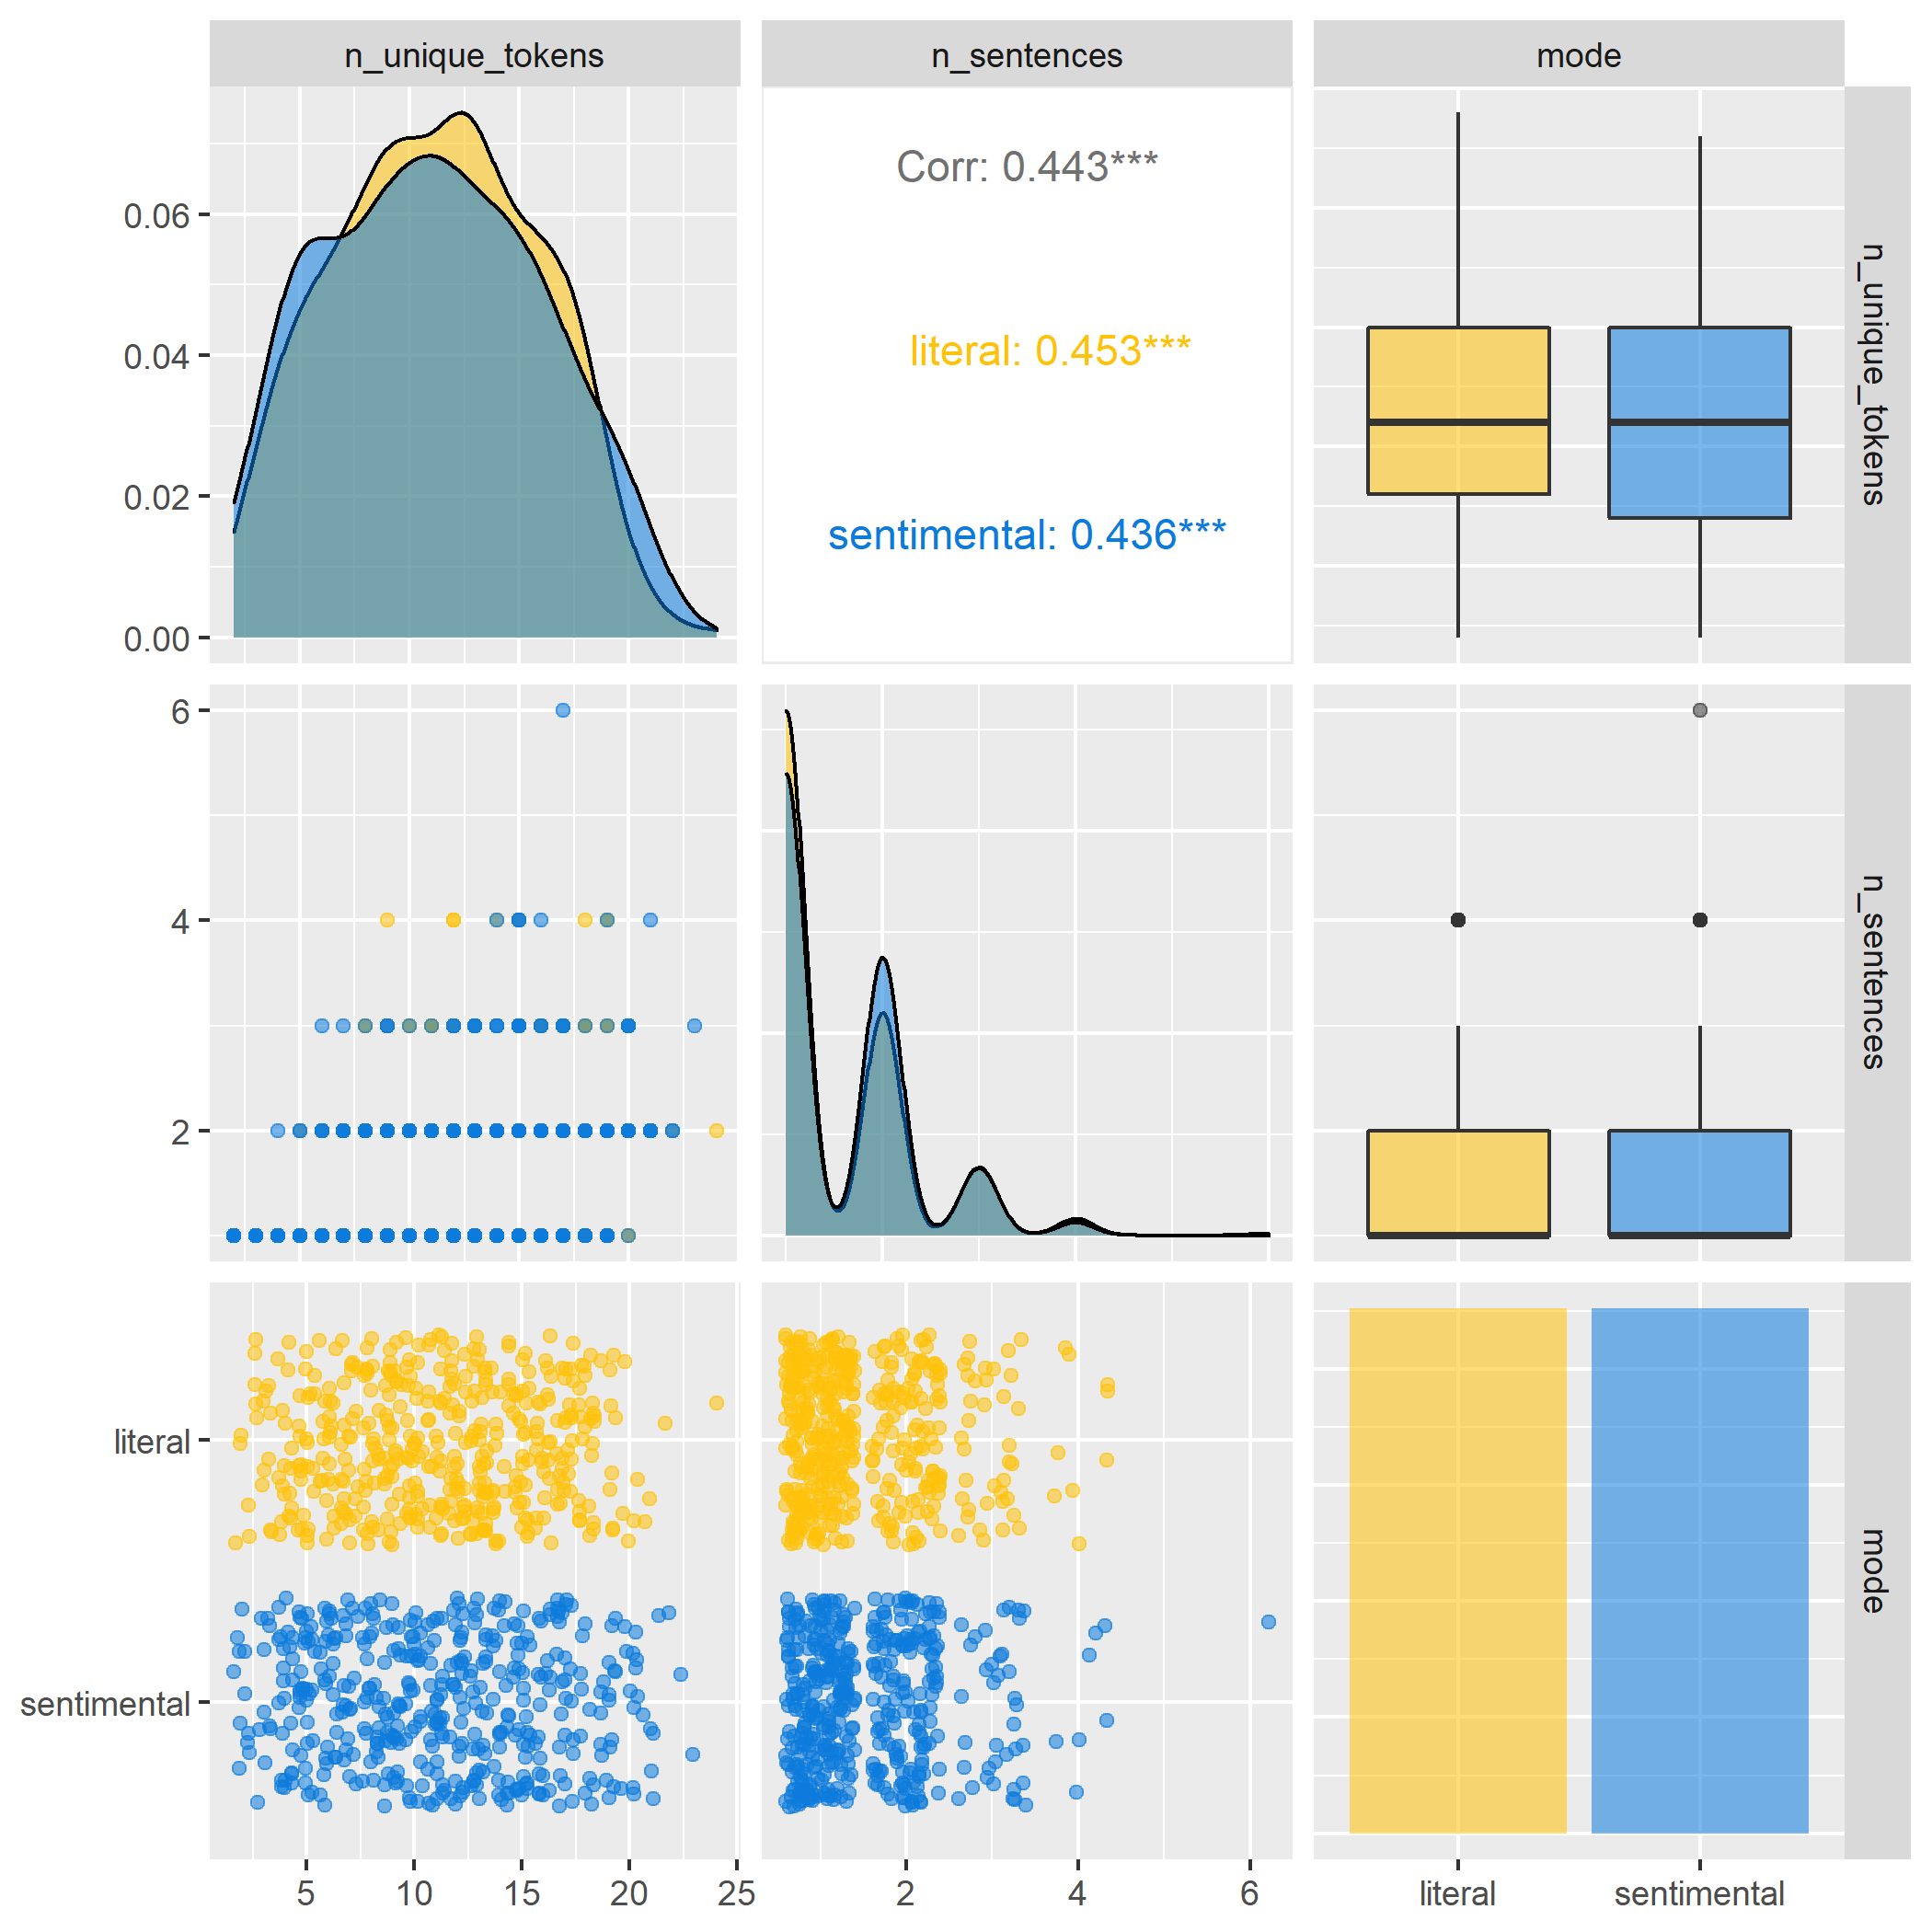 n_unique_tokens
n_sentences
mode
0.06
0.04
0.02
0.00
Corr: 0.443***
literal: 0.453***
sentimental: 0.436***
n_unique_tokens
6
4
2
n_sentences
literal
sentimental
mode
5 10 15 20 25
2 4 6
literal sentimental